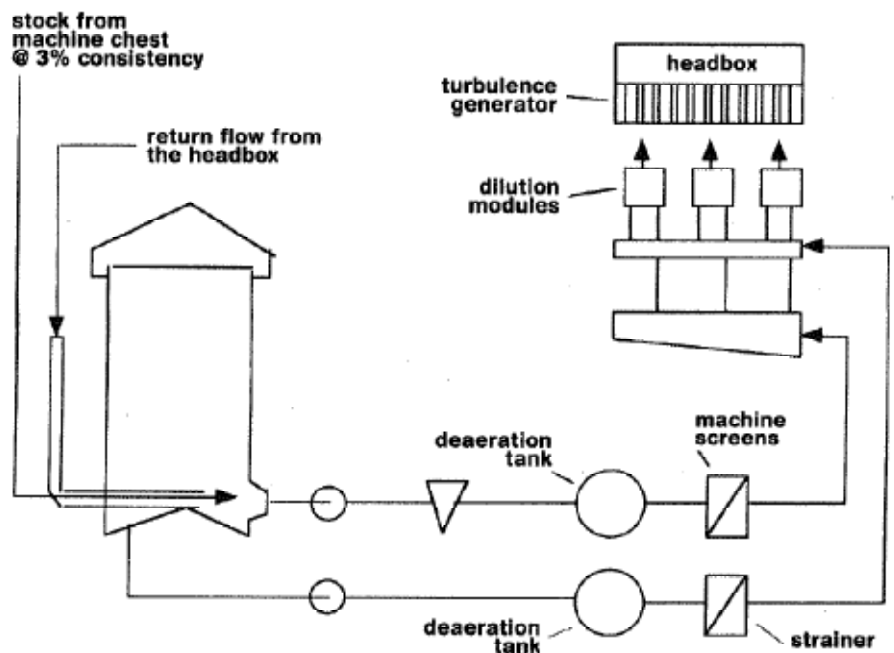 stock from
machine chest
@ 3% consistency
return flow from
the headbox
headbox
turbulence
generator
dilution
modules
machine
screens
deaeration
tank
deaeration
tank
strainer